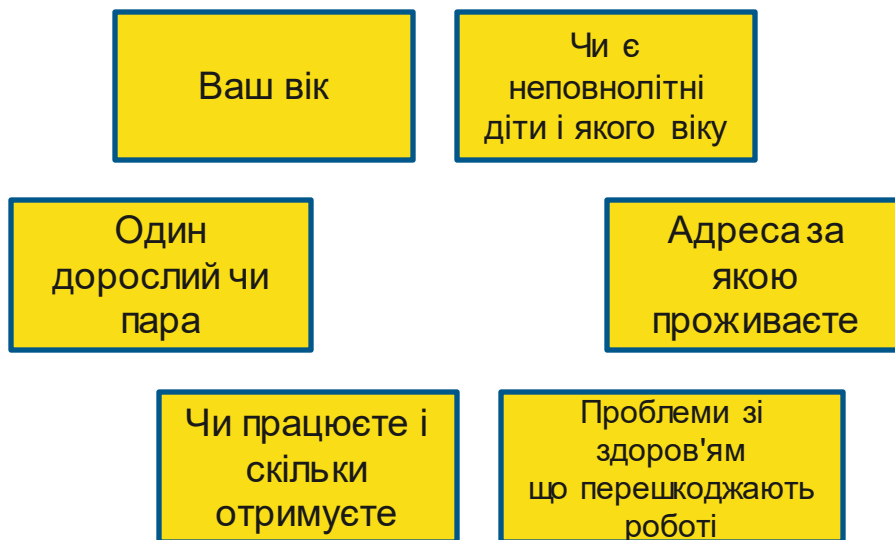 Ваш вік
Чи є
неповнолітні
діти і якого віку
Один
дорослий чи
пара
Адреса за
якою
проживаєте
Чи працюєте і
скільки
отримуєте
Проблеми зі
здоров'ям
що перешкоджають
роботі